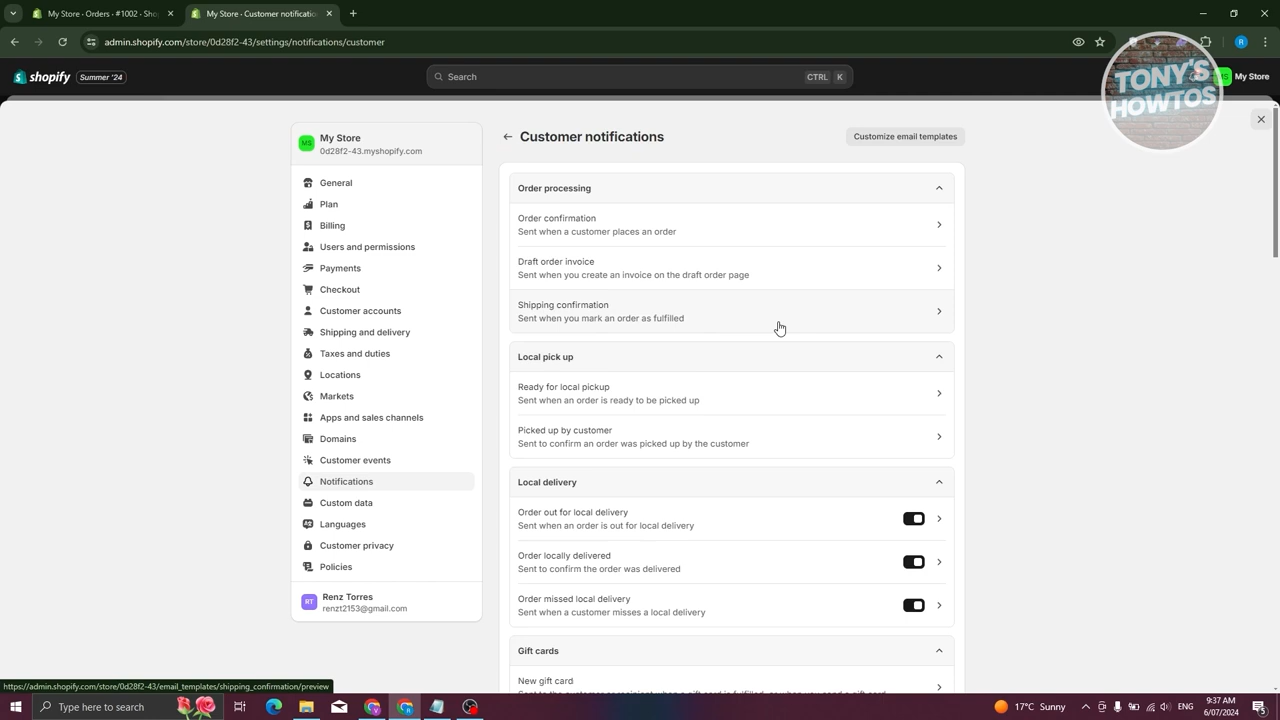 My Store - Orders - #1002 - Shop
My Store - Customer notification
admin.shopify.com/store/0d28f2-43/settings/notifications/customer
R
shopify
Summer '24
Search
CTRL
K
MS
My Store
TONY'S
HOWTOS
MS
My Store
0d28f2-43.myshopify.com
General
Plan
Billing
Users and permissions
Payments
Checkout
Customer accounts
Shipping and delivery
Taxes and duties
Locations
Markets
Apps and sales channels
Domains
Customer events
Notifications
Custom data
Languages
Customer privacy
Policies
RT
Renz Torres
renzt2153@gmail.com
Customer notifications
Customize email templates
Order processing
Order confirmation
Sent when a customer places an order
Draft order invoice
Sent when you create an invoice on the draft order page
Shipping confirmation
Sent when you mark an order as fulfilled
Local pick up
Ready for local pickup
Sent when an order is ready to be picked up
Picked up by customer
Sent to confirm an order was picked up by the customer
Local delivery
Order out for local delivery
Sent when an order is out for local delivery
Order locally delivered
Sent to confirm the order was delivered
Order missed local delivery
Sent when a customer misses a local delivery
Gift cards
New gift card
https://admin.shopify.com/store/0d28f2-43/email_templates/shipping_confirmation/preview
Type here to search
17°C Sunny
ENG
9:37 AM
6/07/2024